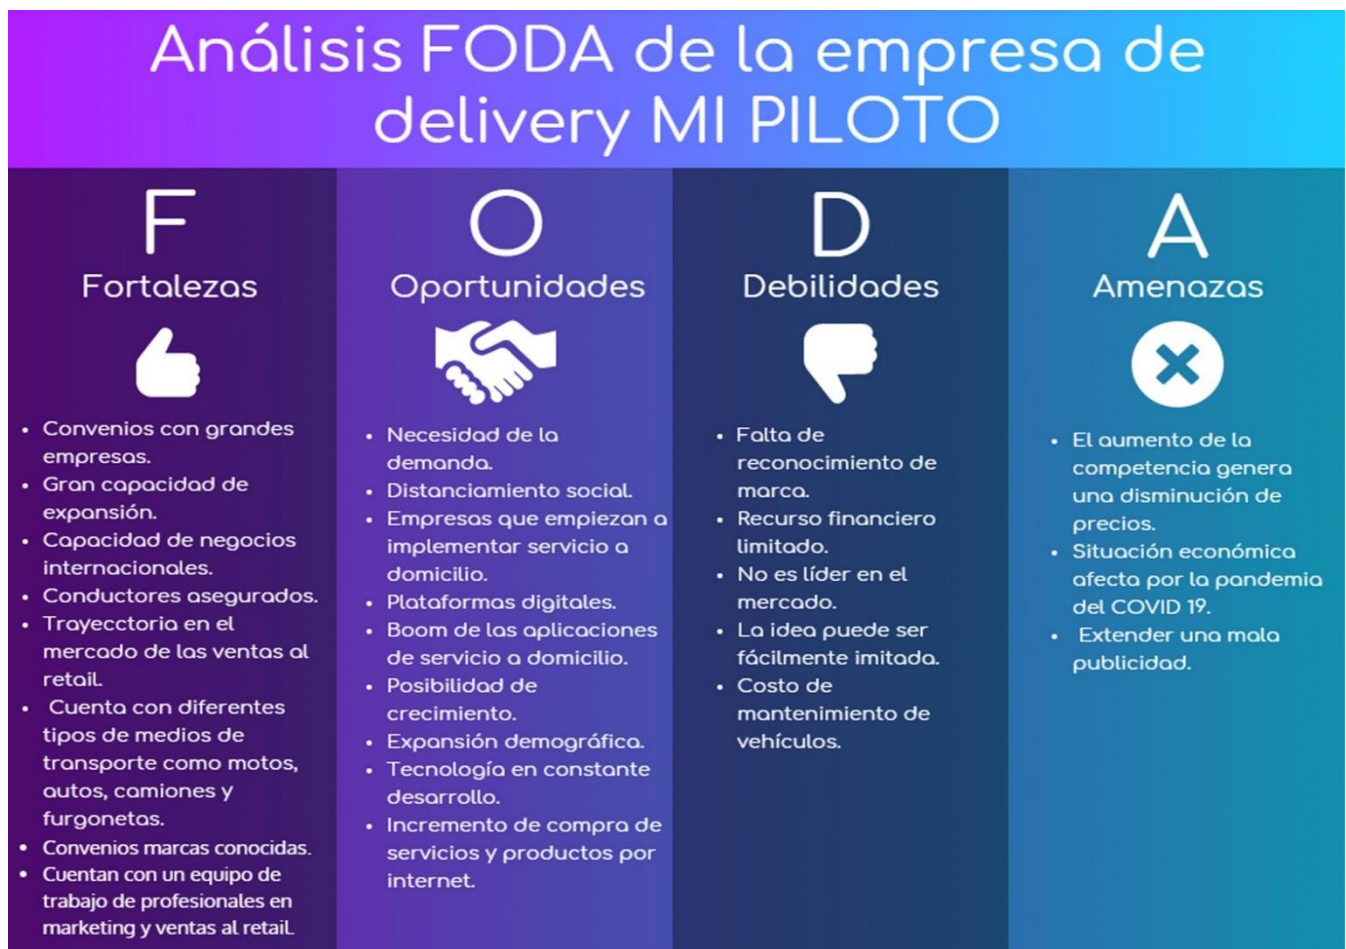 Análisis FODA de la empresa de
delivery MI PILOTO
F
Fortalezas
• Convenios con grandes
empresas.
• Gran capacidad de
expansión.
• Capacidad de negocios
internacionales.
• Conductores asegurados.
• Trayecctoria en el
mercado de las ventas al
retail.
• Cuenta con diferentes
tipos de medios de
transporte como motos,
autos, camiones y
furgonetas.
• Convenios marcas conocidas.
• Cuentan con un equipo de
trabajo de profesionales en
marketing y ventas al retail.
O
Oportunidades
• Necesidad de la
demanda.
• Distanciamiento social.
• Empresas que empiezan a
implementar servicio a
domicilio.
• Plataformas digitales.
• Boom de las aplicaciones
de servicio a domicilio.
• Posibilidad de
crecimiento.
• Expansión demográfica.
• Tecnología en constante
desarrollo.
• Incremento de compra de
servicios y productos por
internet.
D
Debilidades
• Falta de
reconocimiento de
marca.
• Recurso financiero
limitado.
• No es líder en el
mercado.
• La idea puede ser
fácilmente imitada.
• Costo de
mantenimiento de
vehículos.
A
Amenazas
• El aumento de la
competencia genera
una disminución de
precios.
• Situación económica
afecta por la pandemia
del COVID 19.
• Extender una mala
publicidad.